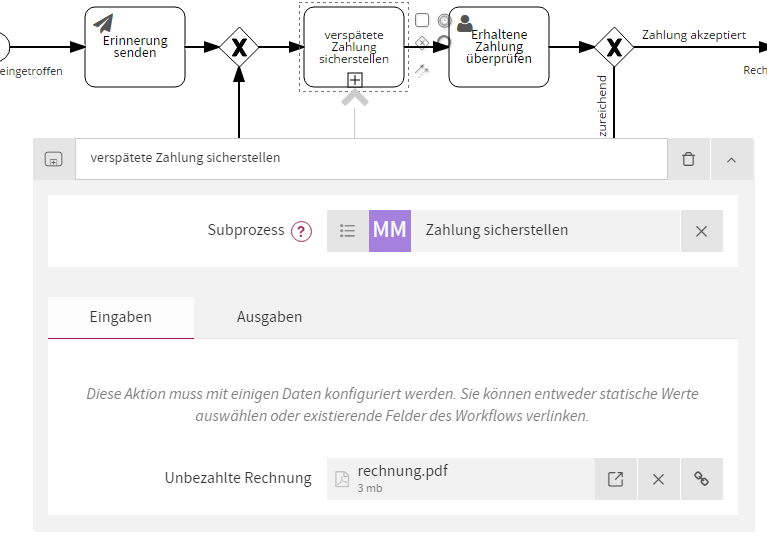 Erinnerung
senden
X
verspätete
Zahlung
sicherstellen
Erhaltene
Zahlung
überprüfen
X
Zahlung akzeptiert
eingetroffen
Rech
zureichend
verspätete Zahlung sicherstellen
Subprozess ?
MM Zahlung sicherstellen
Eingaben Ausgaben
Diese Aktion muss mit einigen Daten konfiguriert werden. Sie können entweder statische Werte
auswählen oder existierende Felder des Workflows verlinken.
Unbezahlte Rechnung
rechnung.pdf
3 mb